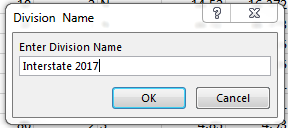 Division  Name
Enter Division Name
Interstate 2017
OK
Cancel